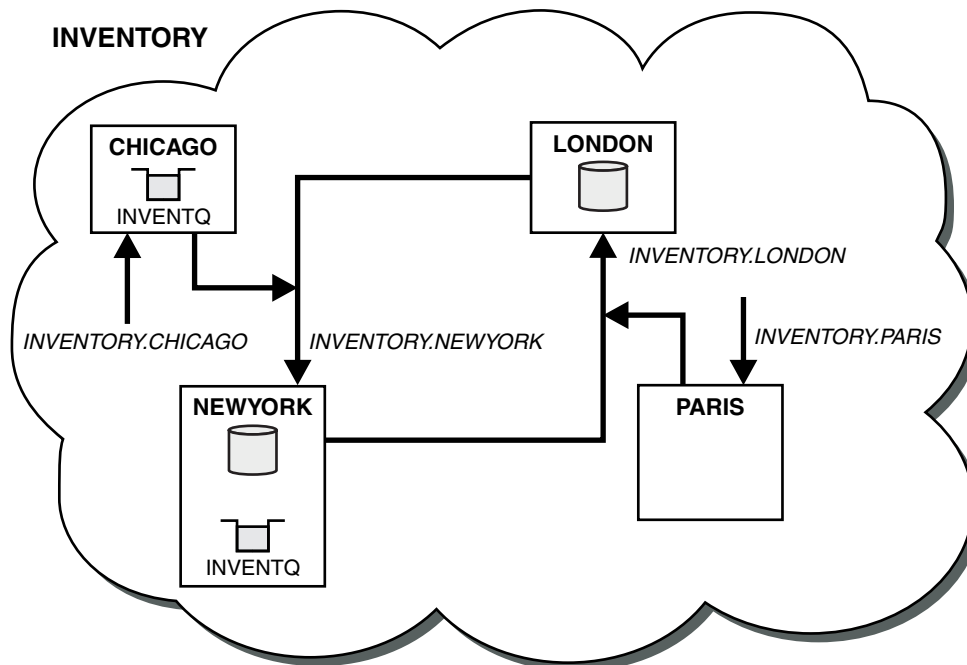 INVENTORY
CHICAGO
INVENTQ
LONDON
INVENTORY.LONDON
INVENTORY.CHICAGO
INVENTORY.NEWYORK
INVENTORY.PARIS
NEWYORK
INVENTQ
PARIS